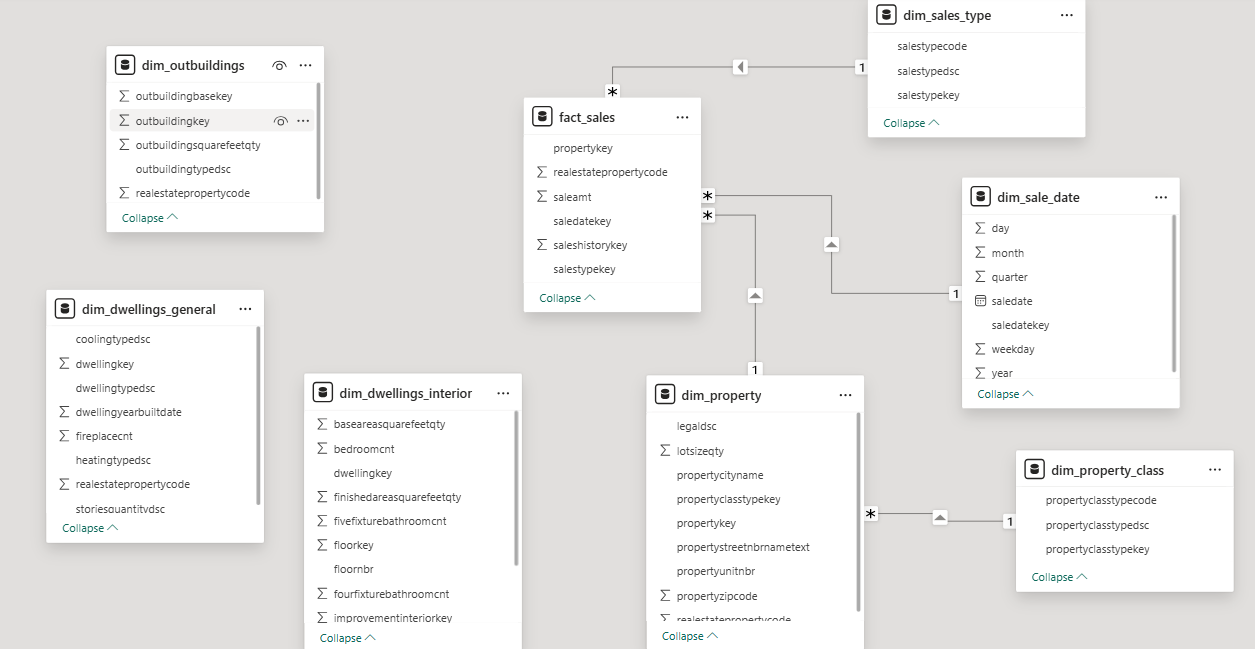 dim_outbuildings
outbuildingbasekey
outbuildingkey
outbuildingsquarefeetqty
outbuildingtypedsc
realestatepropertycode
Collapse
dim_dwellings_general
coolingtypedsc
dwellingkey
dwellingtypedsc
dwellingyearbuiltdate
fireplacecnt
heatingtypedsc
realestatepropertycode
storiesquantitydsc
Collapse
dim_dwellings_interior
baseareasquarefeetqty
bedroomcnt
dwellingkey
finishedareasquarefeetqty
fivefixturebathroomcnt
floorkey
floornbr
fourfixturebathroomcnt
improvementinteriorkey
Collapse
fact_sales
propertykey
realestatepropertycode
saleamt
saledatekey
saleshistorykey
salestypekey
Collapse
*
1
*
*
1
1
dim_property
legaldsc
lotsizeqty
propertycityname
propertyclasstypekey
propertykey
propertystreetnbrnametext
propertyunitnbr
propertyzipcode
realestatepropertycode
Collapse
*
1
dim_sales_type
salestypecode
salestypedsc
salestypekey
Collapse
dim_sale_date
day
month
quarter
saledate
saledatekey
weekday
year
Collapse
dim_property_class
propertyclasstypecode
propertyclasstypedsc
propertyclasstypekey
Collapse